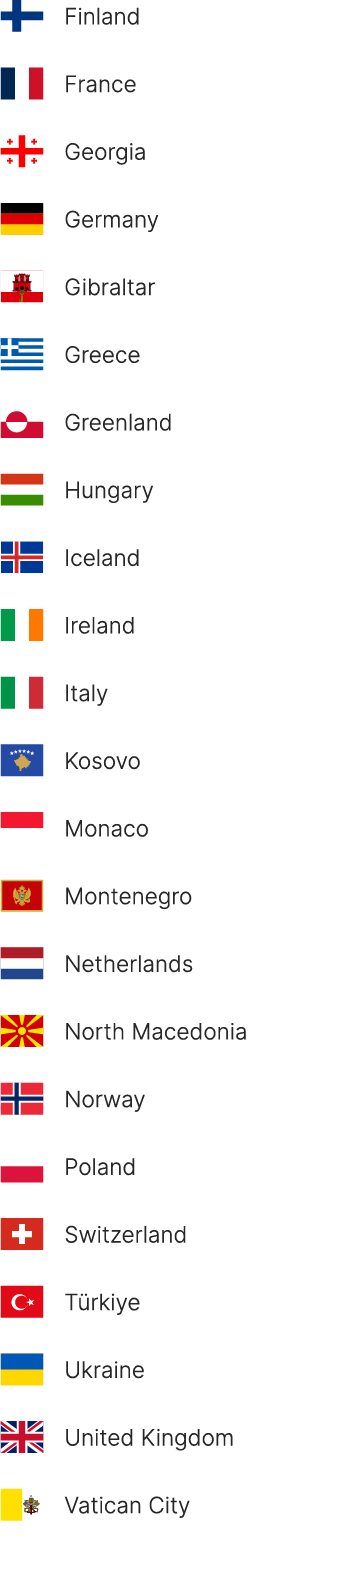 Finland
France
Georgia
Germany
Gibraltar
Greece
Greenland
Hungary
Iceland
Ireland
Italy
Kosovo
Monaco
Montenegro
Netherlands
North Macedonia
Norway
Poland
Switzerland
Türkiye
Ukraine
United Kingdom
Vatican City